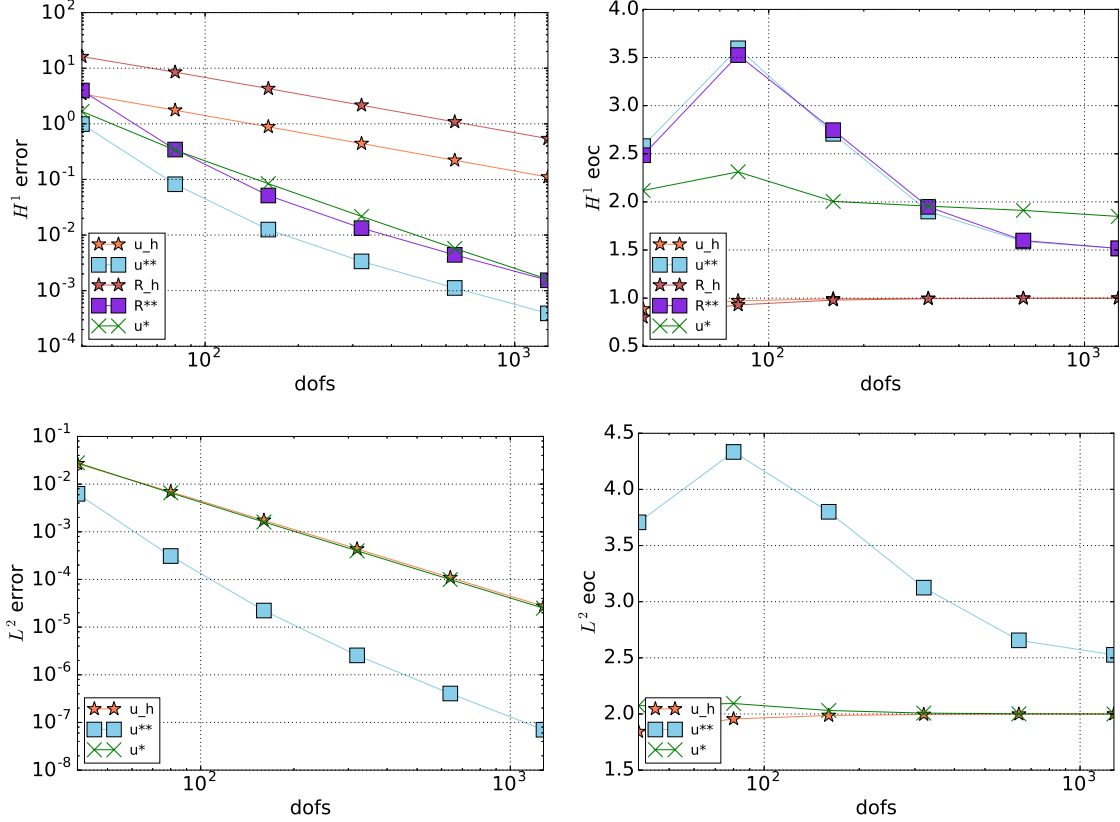 10^2
10^1
10^0
10^-1
10^-2
10^-3
10^-4
H^1 error
u_h
u**
R_h
R**
u*
10^2
10^3
dofs
4.0
3.5
3.0
2.5
2.0
1.5
1.0
0.5
H^1 eoc
u_h
u**
R_h
R**
u*
10^2
10^3
dofs
10^-1
10^-2
10^-3
10^-4
10^-5
10^-6
10^-7
10^-8
L^2 error
u_h
u**
u*
10^2
10^3
dofs
4.5
4.0
3.5
3.0
2.5
2.0
1.5
L^2 eoc
u_h
u**
u*
10^2
10^3
dofs